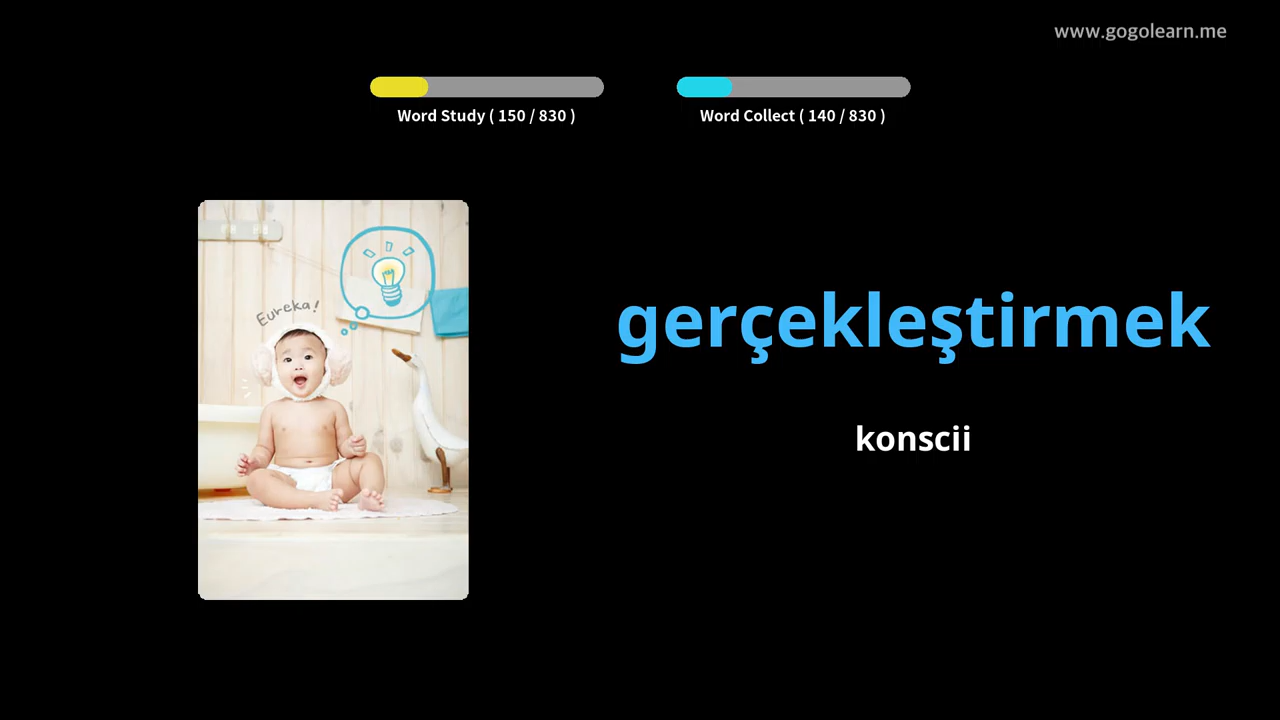 www.gogolearn.me
Word Study ( 150 / 830 )
Word Collect ( 140 / 830 )
Eureka!
gerçekleştirmek
konscii